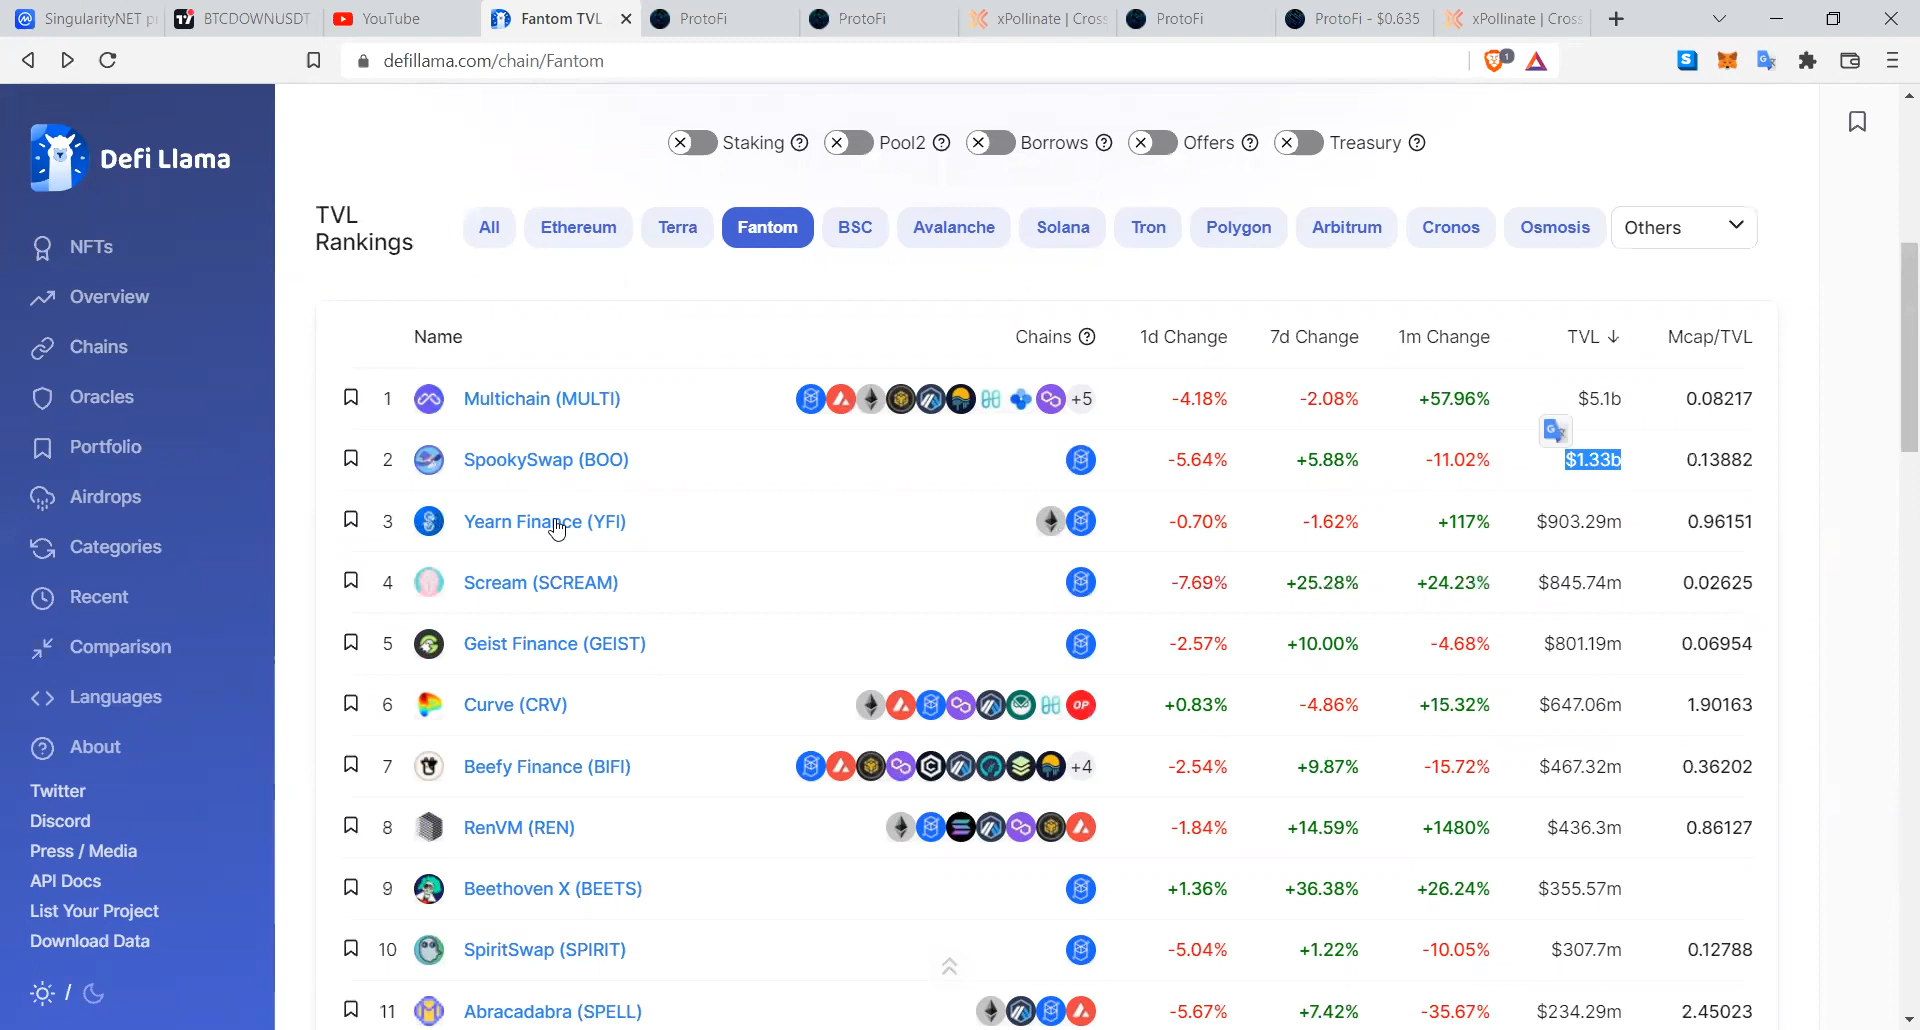 SingularityNET pr
BTCDOWNUSDT
YouTube
Fantom TVL
ProtoFi
ProtoFi
xPollinate | Cross
ProtoFi
ProtoFi - $0.635
xPollinate | Cross
defillama.com/chain/Fantom
1
Defi Llama
NFTs
Overview
Chains
Oracles
Portfolio
Airdrops
Categories
Recent
Comparison
Languages
About
Twitter
Discord
Press / Media
API Docs
List Your Project
Download Data
/
Staking
Pool2
Borrows
Offers
Treasury
TVL
Rankings
All
Ethereum
Terra
Fantom
BSC
Avalanche
Solana
Tron
Polygon
Arbitrum
Cronos
Osmosis
Others
Name Chains 1d Change 7d Change 1m Change TVL Mcap/TVL
1 Multichain (MULTI) +5 -4.18% -2.08% +57.96% $5.1b 0.08217
2 SpookySwap (BOO) -5.64% +5.88% -11.02% $1.33b 0.13882
3 Yearn Finance (YFI) -0.70% -1.62% +117% $903.29m 0.96151
4 Scream (SCREAM) -7.69% +25.28% +24.23% $845.74m 0.02625
5 Geist Finance (GEIST) -2.57% +10.00% -4.68% $801.19m 0.06954
6 Curve (CRV) OP +0.83% -4.86% +15.32% $647.06m 1.90163
7 Beefy Finance (BIFI) +4 -2.54% +9.87% -15.72% $467.32m 0.36202
8 RenVM (REN) -1.84% +14.59% +1480% $436.3m 0.86127
9 Beethoven X (BEETS) +1.36% +36.38% +26.24% $355.57m
10 SpiritSwap (SPIRIT) -5.04% +1.22% -10.05% $307.7m 0.12788
11 Abracadabra (SPELL) -5.67% +7.42% -35.67% $234.29m 2.45023